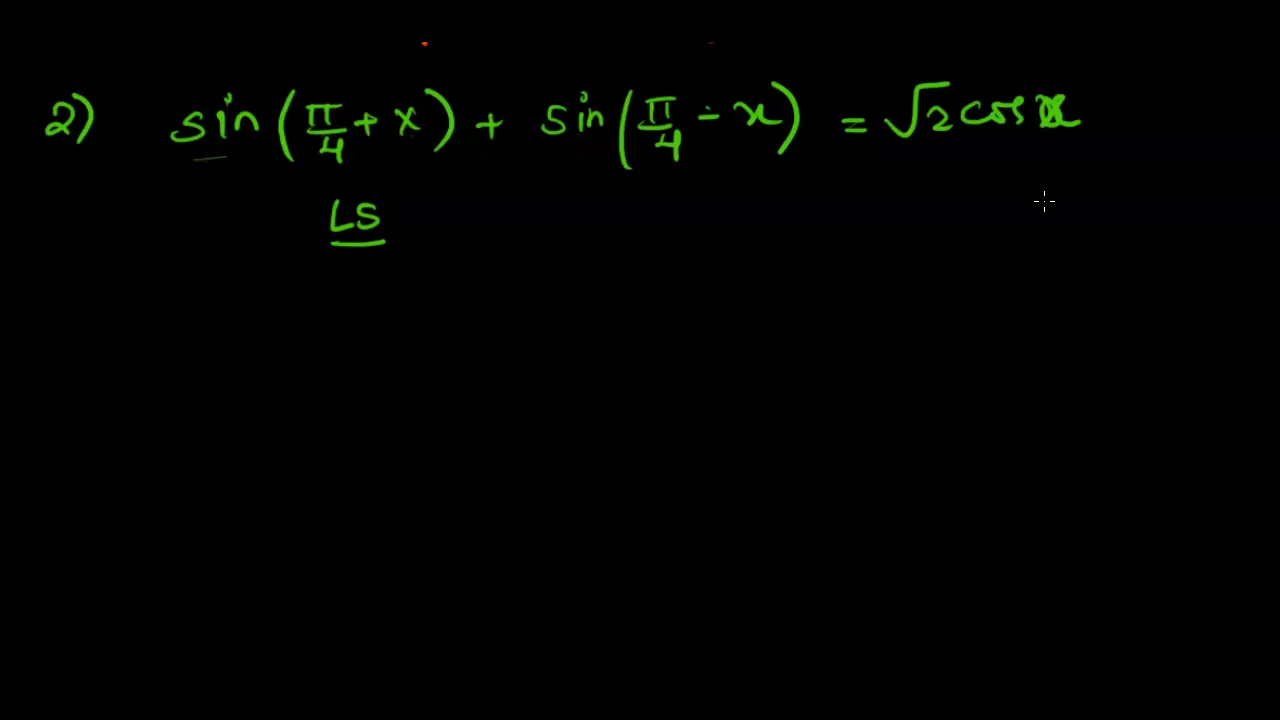 2) sin(π/4 + x) + sin(π/4 - x) = √2 cos x
LS